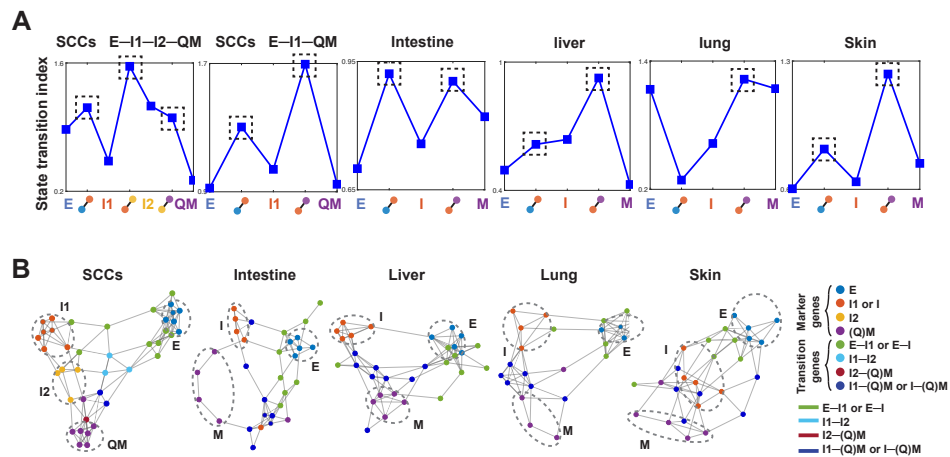 A
SCCs E—I1—I2—QM
SCCs E—I1—QM
Intestine
liver
lung
Skin
State transition index
1.6
0.2
E I1 I2 QM
1.7
E I1 QM
0.95
0.65
E I M
1
0.4
E I M
1.4
0.2
E I M
1.3
E I M
B
SCCs
Intestine
Liver
Lung
Skin
I1
E
I2
QM
I
E
M
I
E
M
I
E
M
E
I
M
Marker genes
E
I1 or I
I2
(Q)M
Transition genes
E—I1 or E—I
I1—I2
I2—(Q)M
I1—(Q)M or I—(Q)M
E—I1 or E—I
I1—I2
I2—(Q)M
I1—(Q)M or I—(Q)M